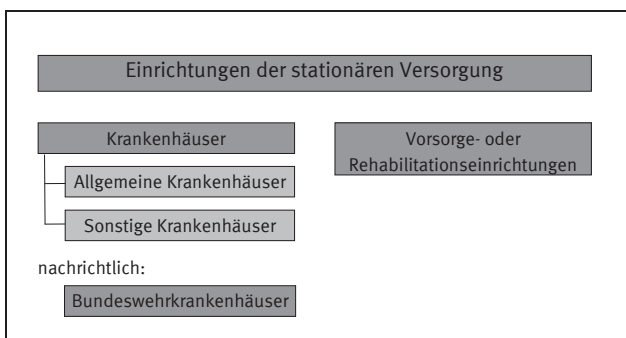 Einrichtungen der stationären Versorgung
Krankenhäuser
Allgemeine Krankenhäuser
Sonstige Krankenhäuser
nachrichtlich:
Bundeswehrkrankenhäuser
Vorsorge- oder
Rehabilitationseinrichtungen